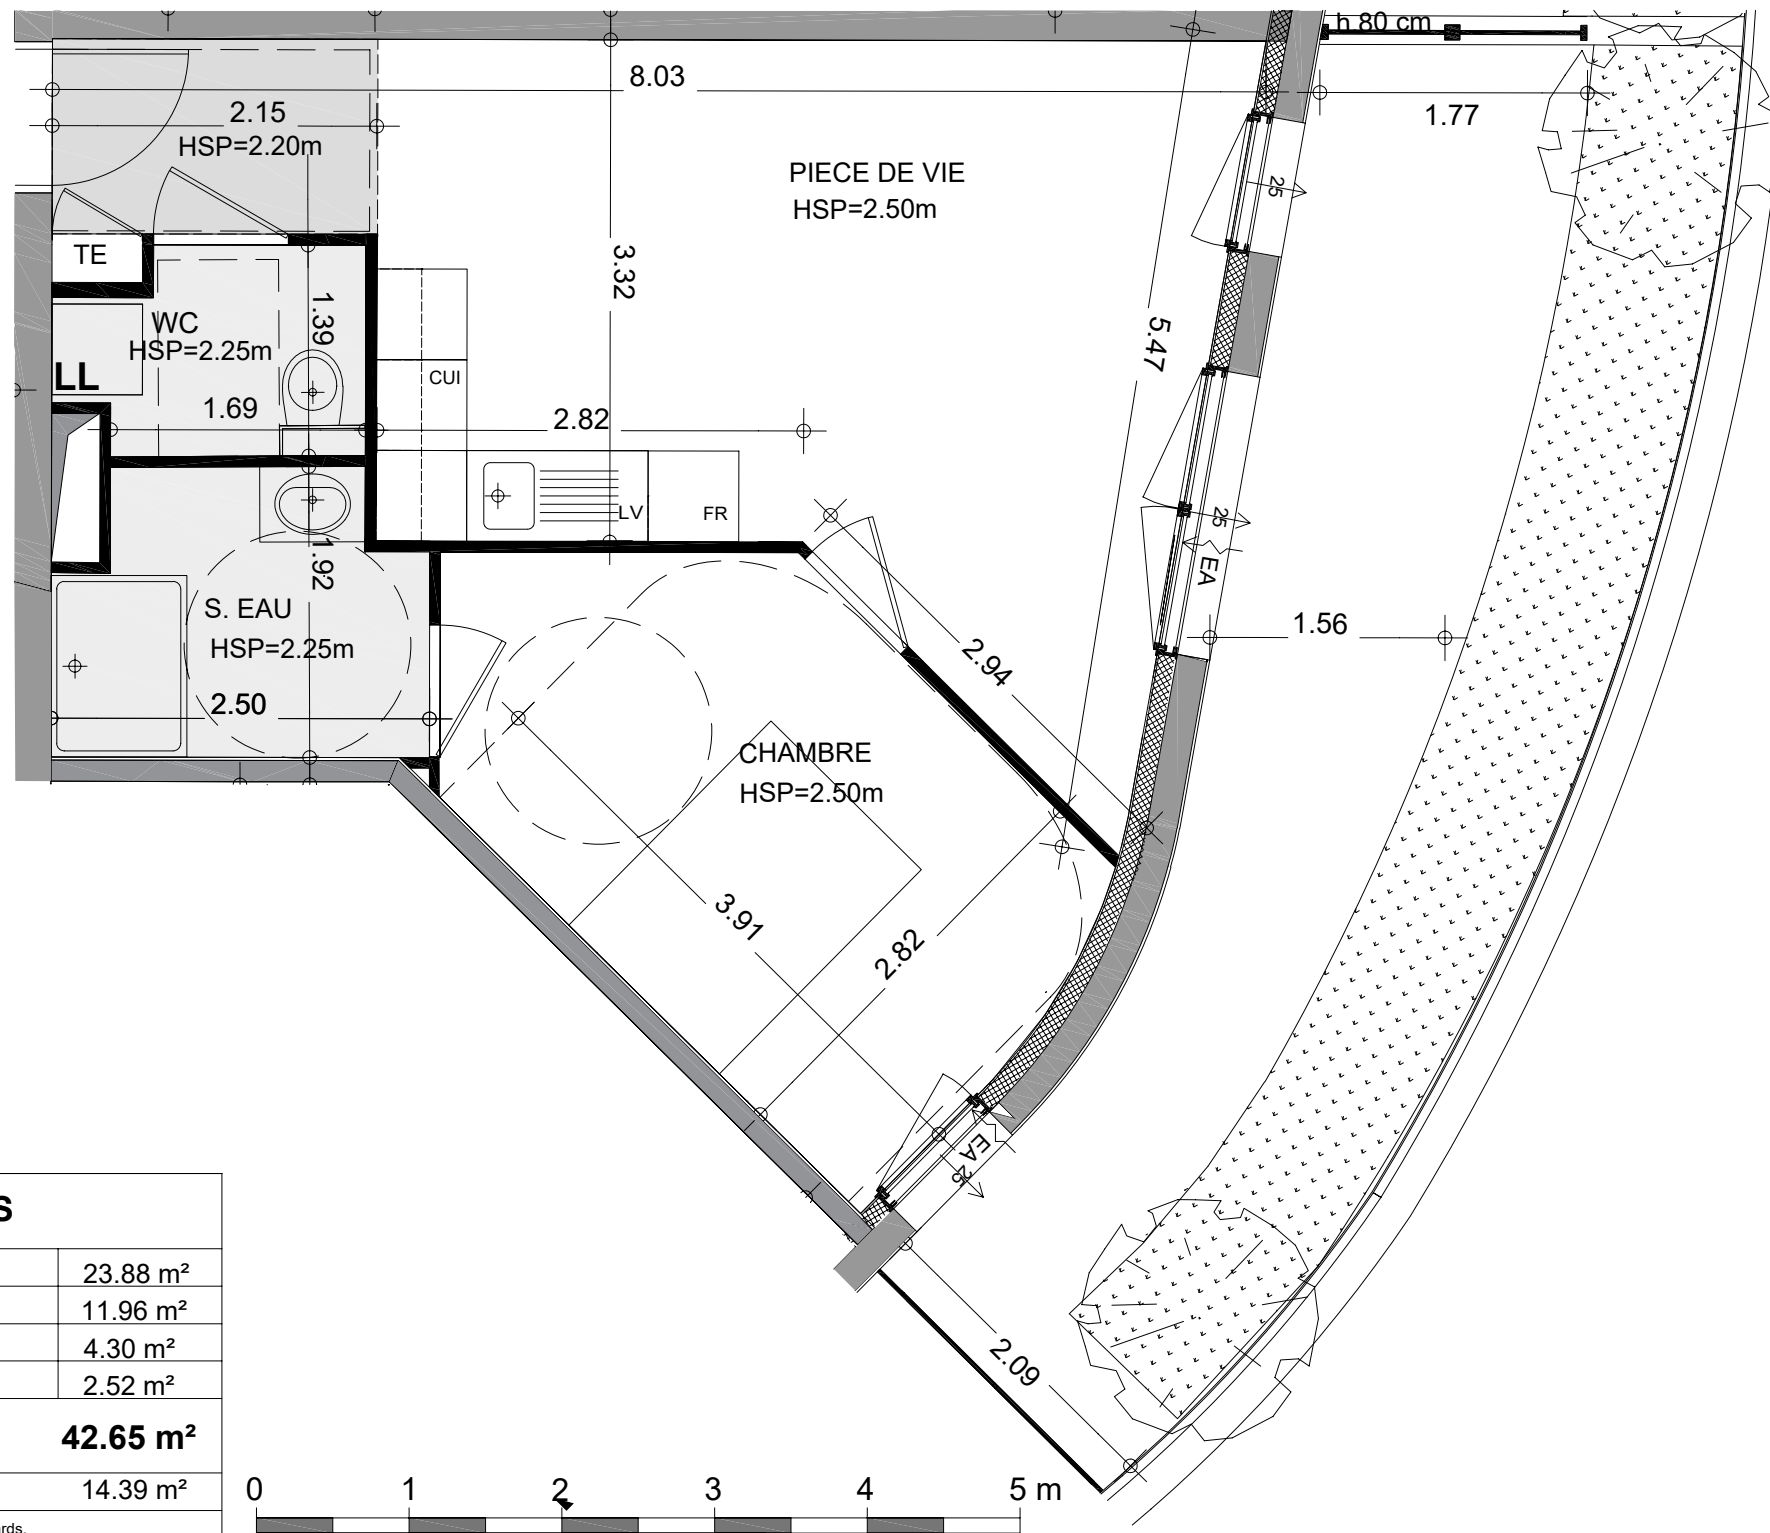 h 80 cm
8.03
1.77
2.15
HSP=2.20m
PIECE DE VIE
HSP=2.50m
25
TE
3.32
1.39
WC
HSP=2.25m
5.47
LL
CUI
1.69
2.82
LV
FR
25
EA
1.92
S. EAU
HSP=2.25m
1.56
2.94
2.50
CHAMBRE
HSP=2.50m
3.91
2.82
EA
25
2.09
S
23.88 m²
11.96 m²
4.30 m²
2.52 m²
42.65 m²
14.39 m²
ards.
0 1 2 3 4 5 m